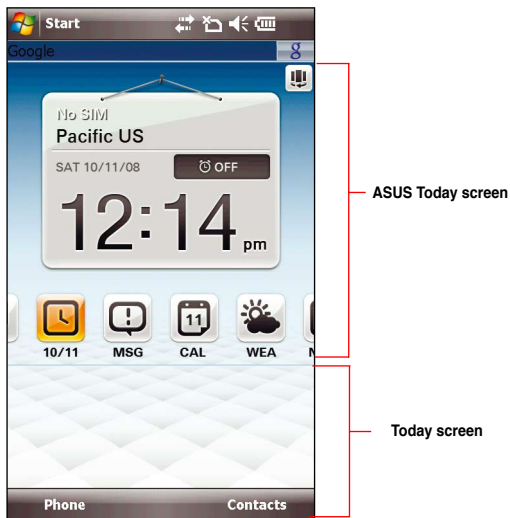 Start
Google
g
No SIM
Pacific US
SAT 10/11/08 OFF
12:14 pm
ASUS Today screen
11
10/11 MSG CAL WEA N
Today screen
Phone Contacts